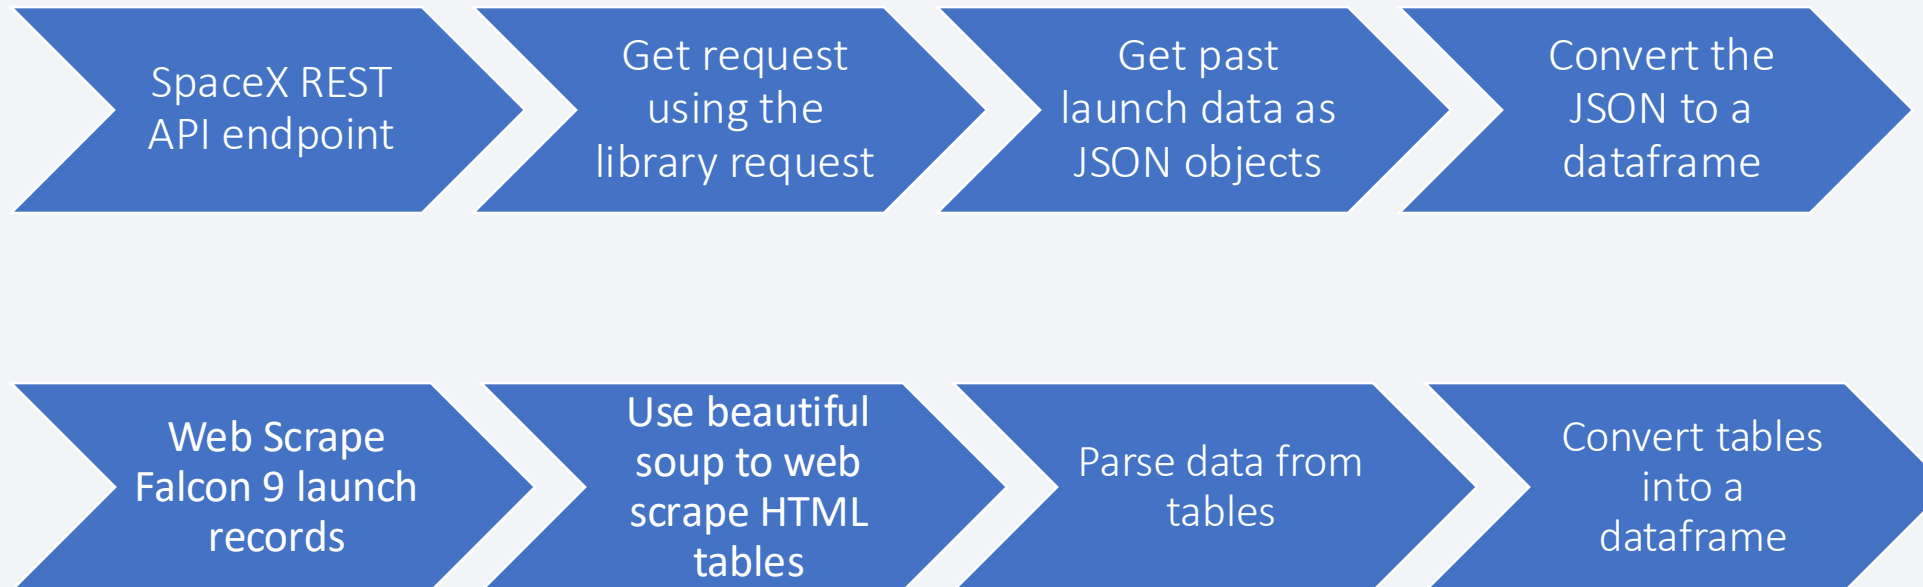 SpaceX REST
API endpoint
Get request
using the
library request
Get past
launch data as
JSON objects
Convert the
JSON to a
dataframe
Web Scrape
Falcon 9 launch
records
Use beautiful
soup to web
scrape HTML
tables
Parse data from
tables
Convert tables
into a
dataframe